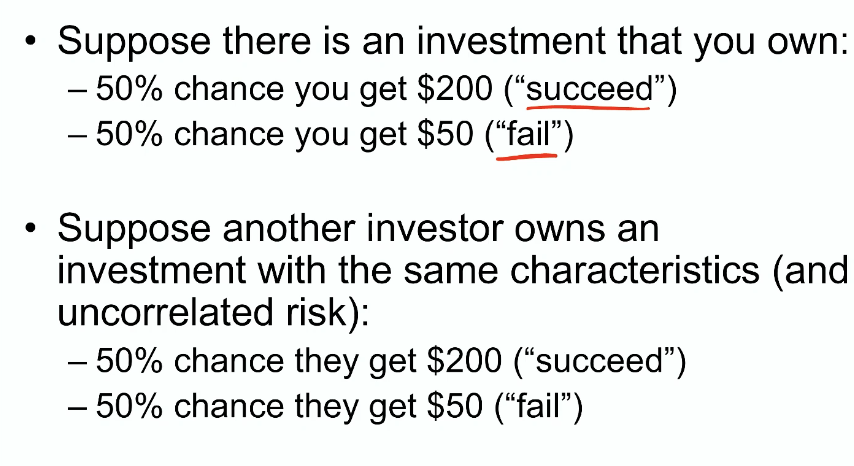 • Suppose there is an investment that you own:
– 50% chance you get $200 (“succeed”)
– 50% chance you get $50 (“fail”)
• Suppose another investor owns an
investment with the same characteristics (and
uncorrelated risk):
– 50% chance they get $200 (“succeed”)
– 50% chance they get $50 (“fail”)